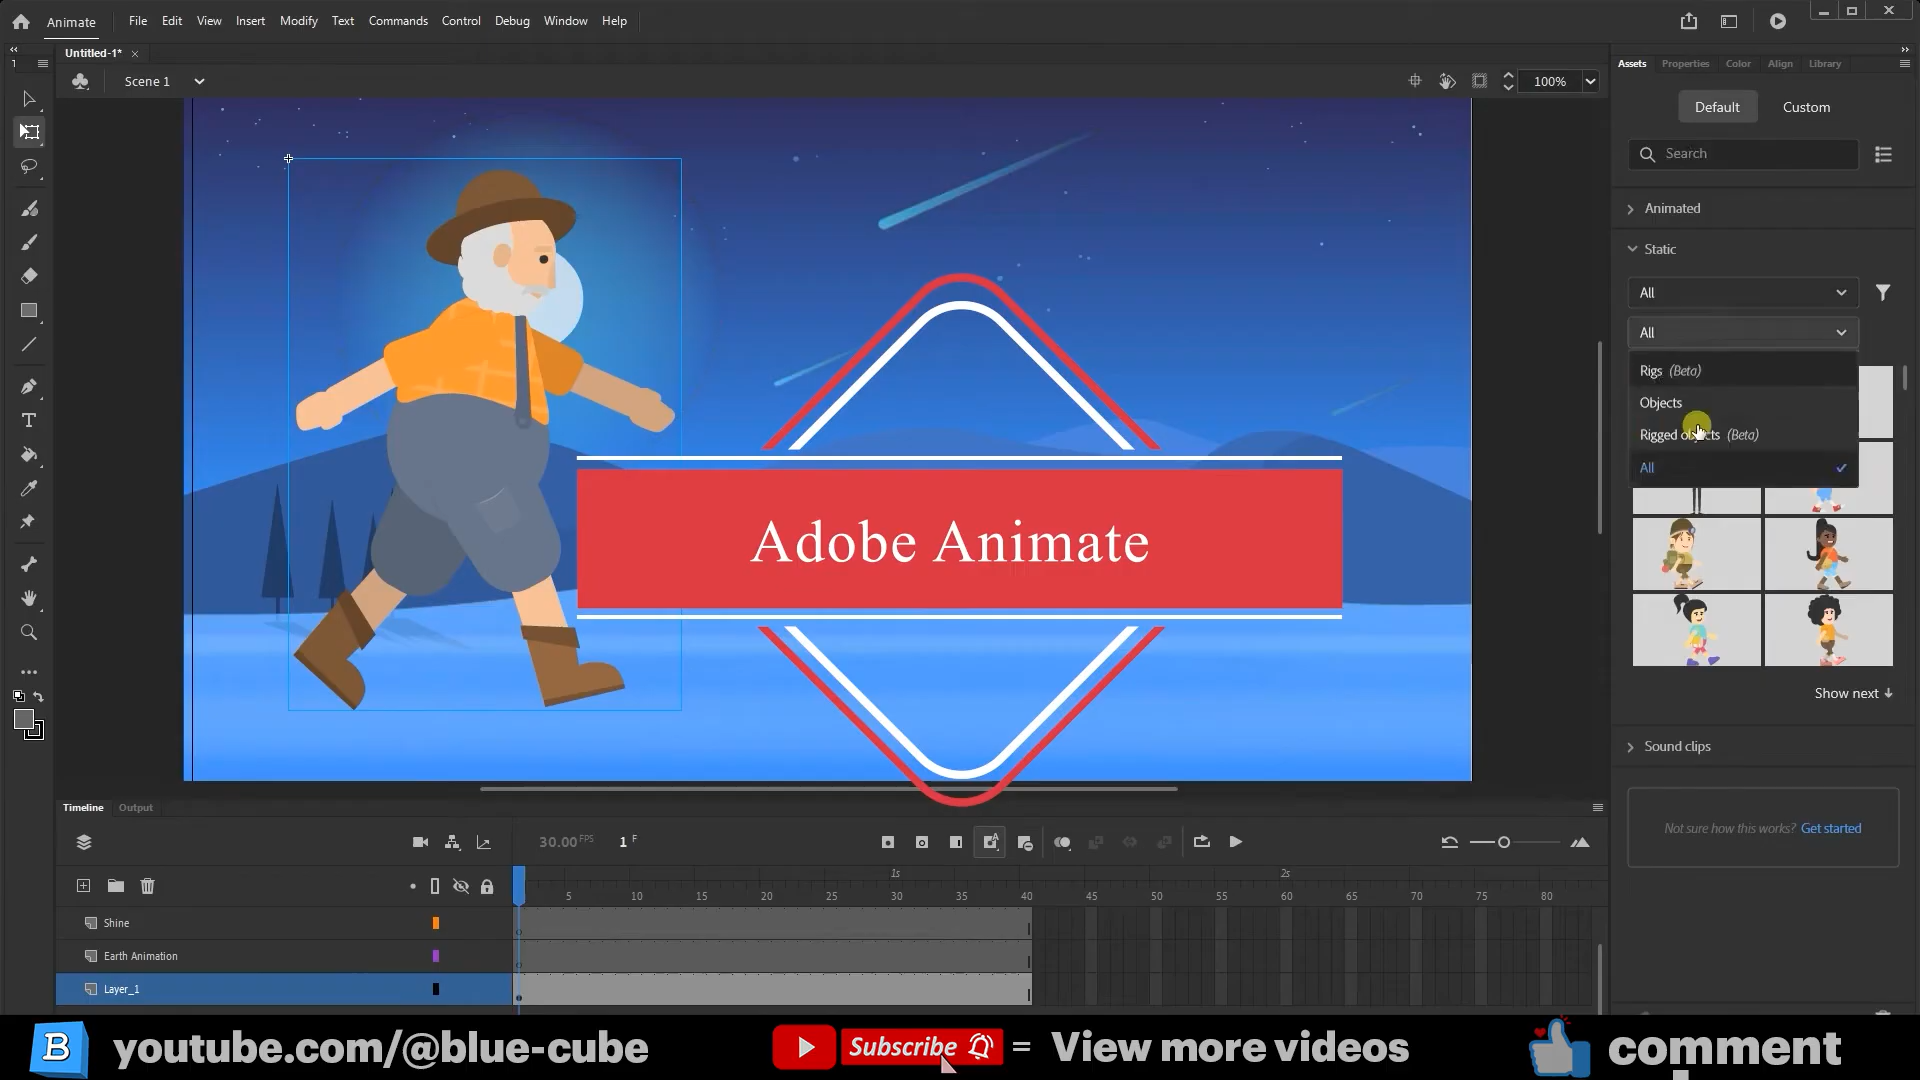 Animate File Edit View Insert Modify Text Commands Control Debug Window Help
Untitled-1*
Scene 1
100%
Assets Properties Color Align Library
Default Custom
Search
Animated
Static
All
All
Rigs (Beta)
Objects
Rigged objects (Beta)
All
Show next
Sound clips
Not sure how this works? Get started
Adobe Animate
Timeline Output
30.00 FPS 1 F
1s 2s
5 10 15 20 25 30 35 40 45 50 55 60 65 70 75 80
Shine
Earth Animation
Layer_1
B youtube.com/@blue-cube Subscribe = View more videos comment